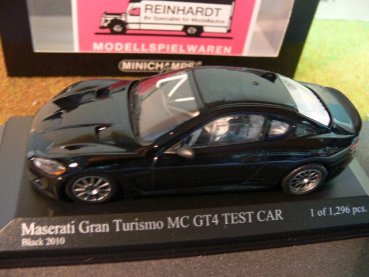 REINHARDT
Ihr Spezialist für Modellautos
MODELLSPIELWAREN
MINICHAMPS
Maserati Gran Turismo MC GT4 TEST CAR
1 of 1,296 pcs.
Black 2010